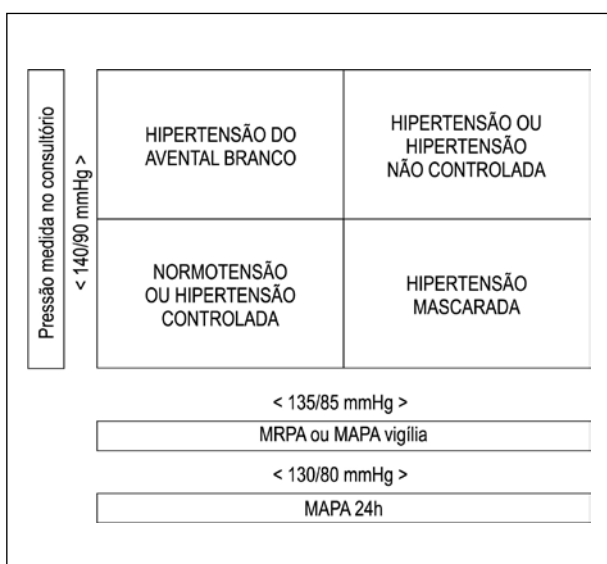 Pressão medida no consultório
< 140/90 mmHg >
HIPERTENSÃO DO
AVENTAL BRANCO
HIPERTENSÃO OU
HIPERTENSÃO
NÃO CONTROLADA
NORMOTENSÃO
OU HIPERTENSÃO
CONTROLADA
HIPERTENSÃO
MASCARADA
< 135/85 mmHg >
MRPA ou MAPA vigília
< 130/80 mmHg >
MAPA 24h